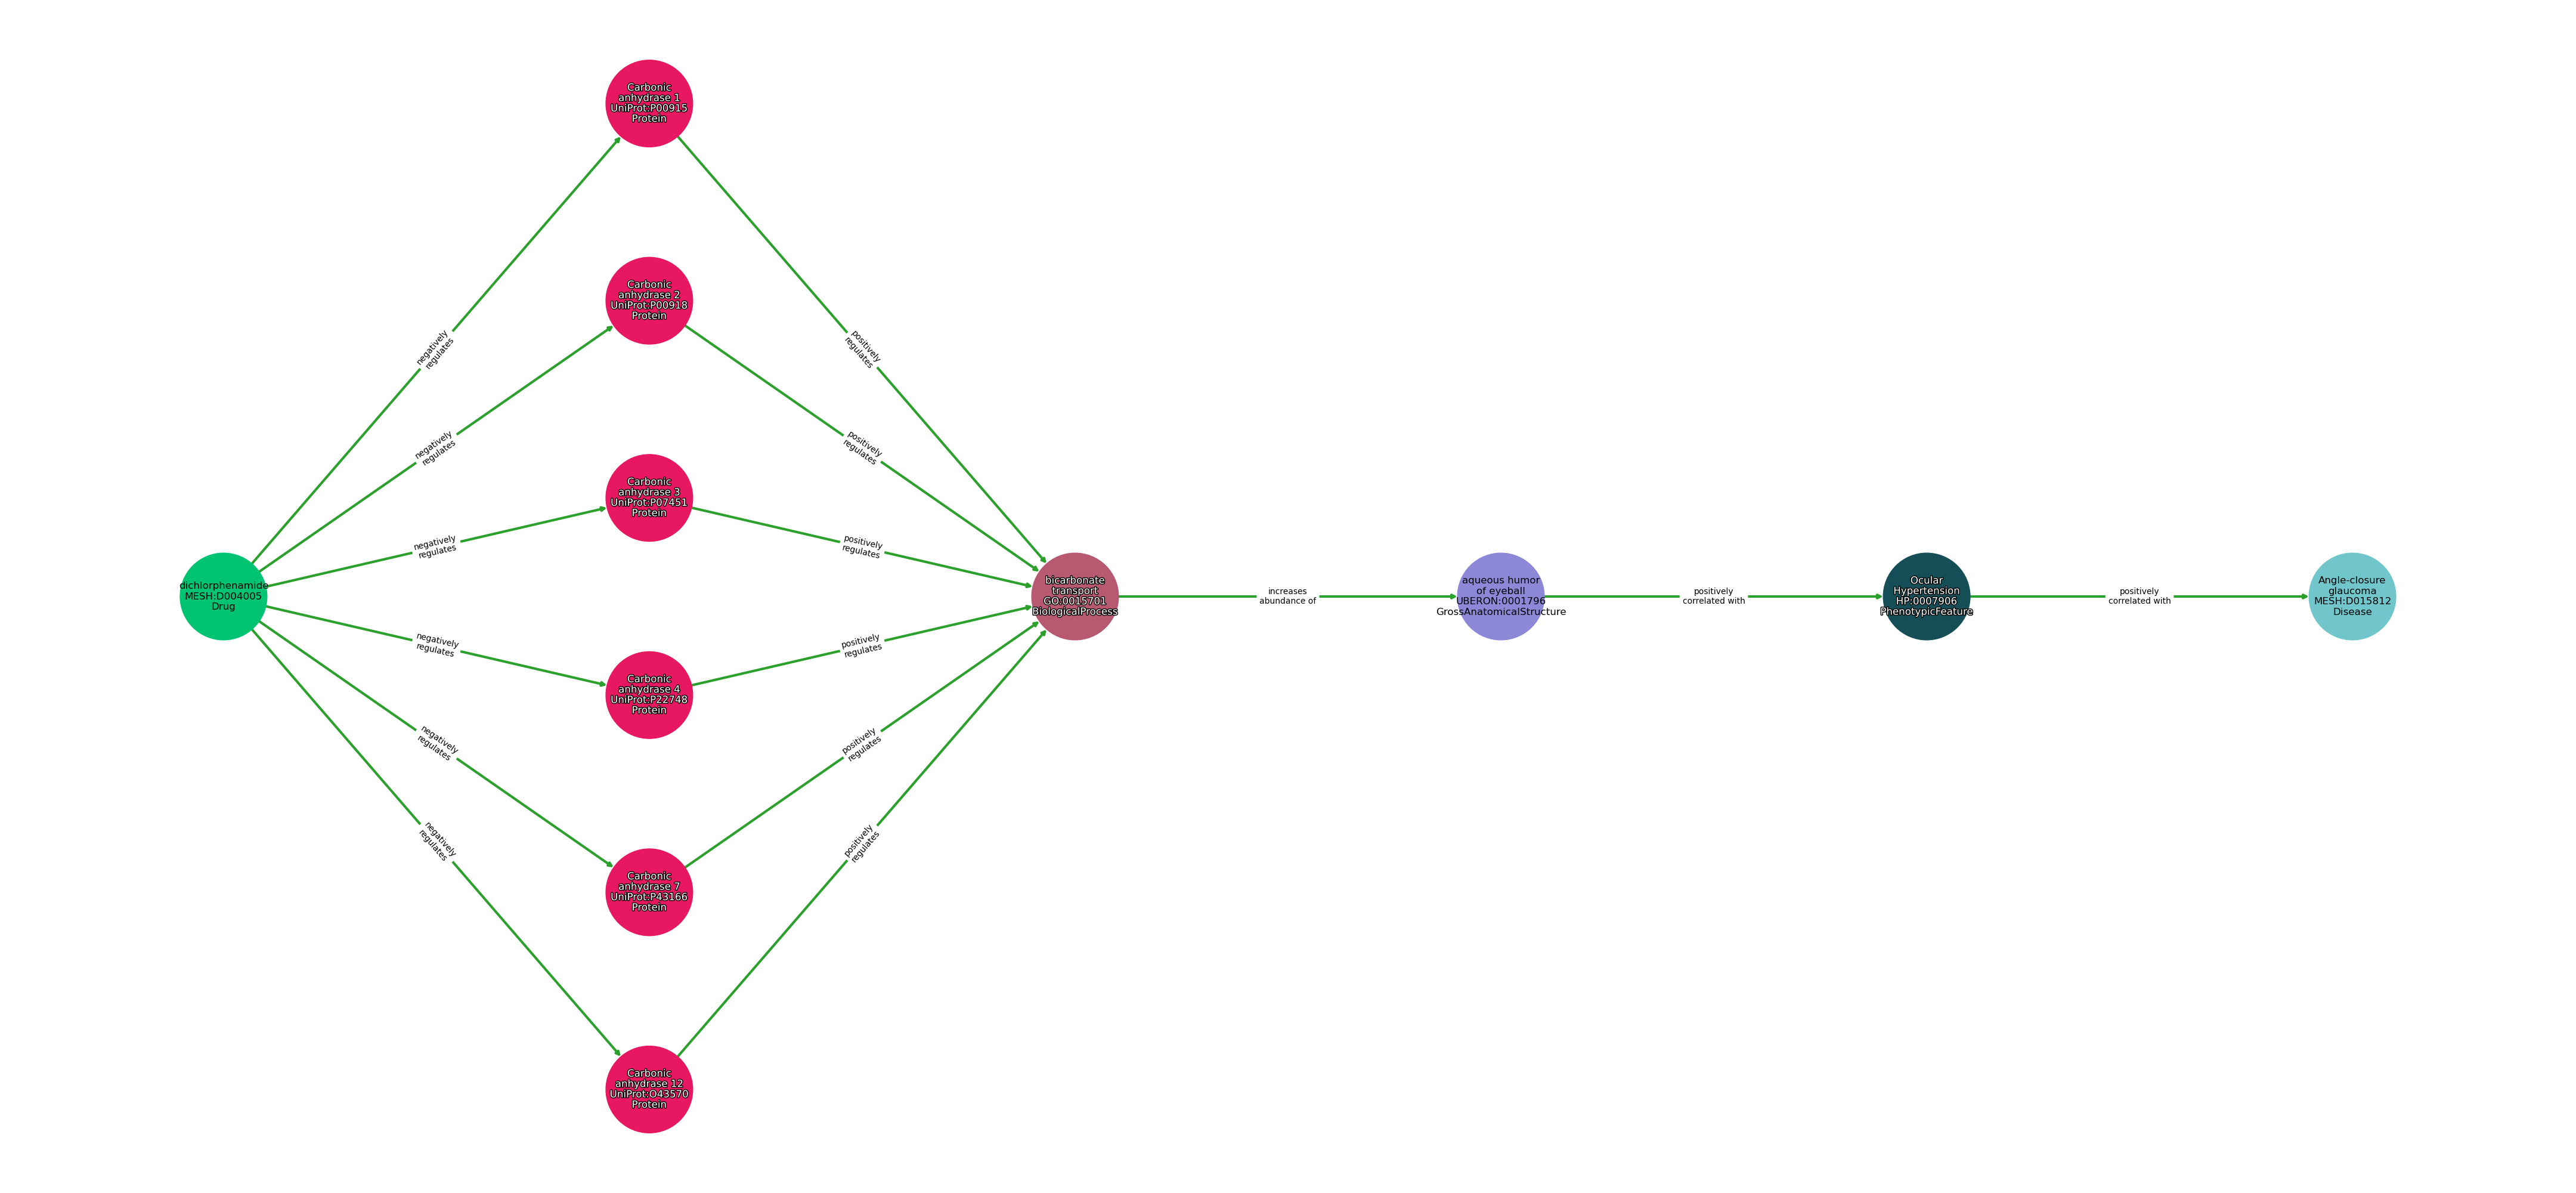 Carbonic
anhydrase 1
UniProt:P00915
Protein
Carbonic
anhydrase 2
UniProt:P00918
Protein
Carbonic
anhydrase 3
UniProt:P07451
Protein
Carbonic
anhydrase 4
UniProt:P22748
Protein
Carbonic
anhydrase 7
UniProt:P43166
Protein
Carbonic
anhydrase 12
UniProt:O43570
Protein
dichlorphenamide
MESH:D004005
Drug
negatively
regulates
negatively
regulates
negatively
regulates
negatively
regulates
negatively
regulates
negatively
regulates
positively
regulates
positively
regulates
positively
regulates
positively
regulates
positively
regulates
positively
regulates
bicarbonate
transport
GO:0015701
BiologicalProcess
increases
abundance of
aqueous humor
of eyeball
UBERON:0001796
GrossAnatomicalStructure
positively
correlated with
Ocular
Hypertension
HP:0007906
PhenotypicFeature
positively
correlated with
Angle-closure
glaucoma
MESH:D015812
Disease